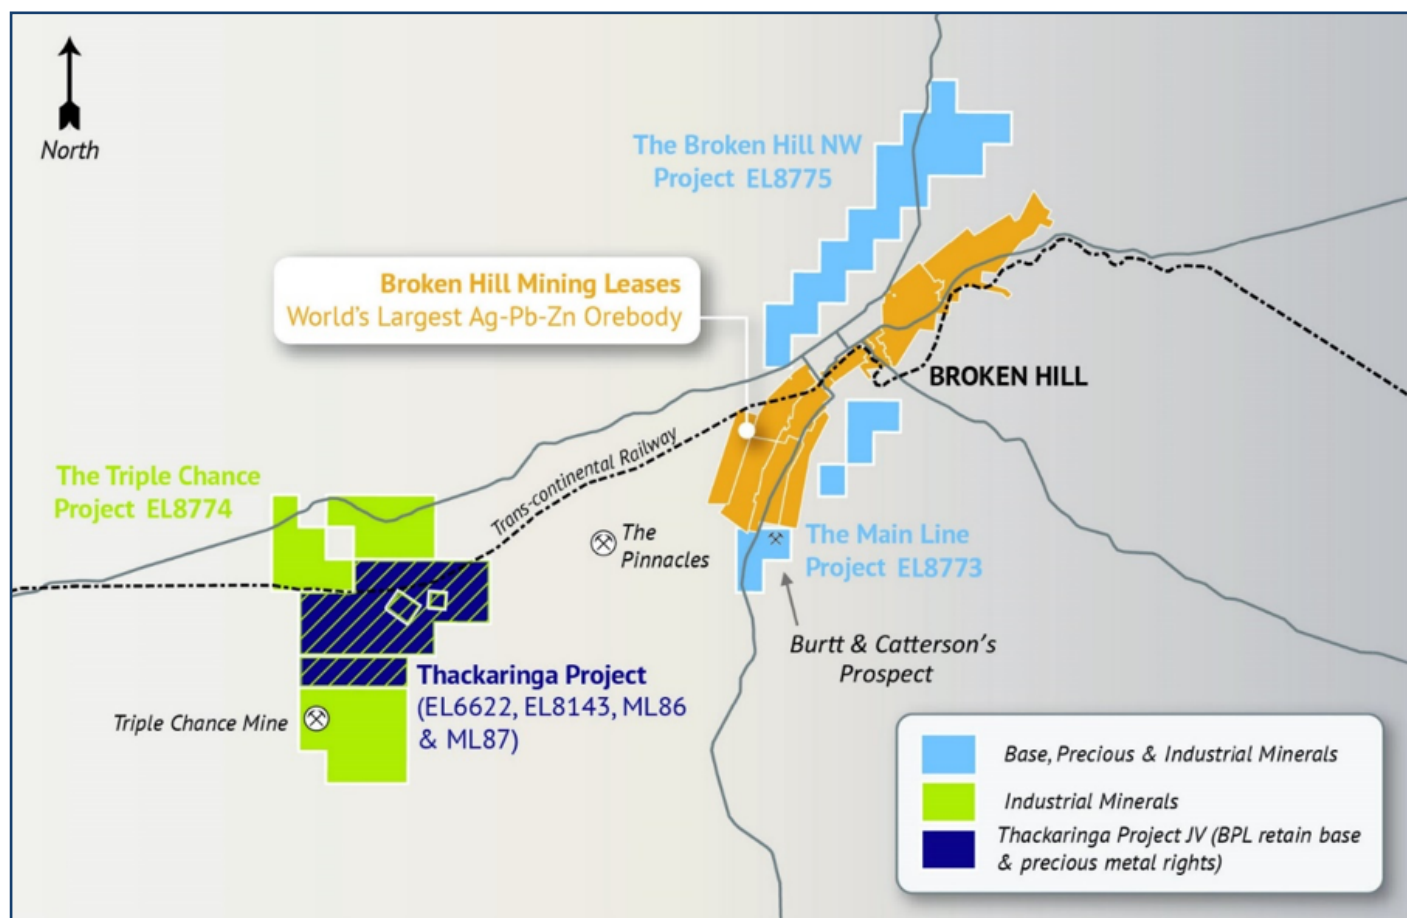 North
The Broken Hill NW
Project EL8775
Broken Hill Mining Leases
World's Largest Ag-Pb-Zn Orebody
BROKEN HILL
Trans-continental Railway
The Triple Chance
Project EL8774
The
Pinnacles
The Main Line
Project EL8773
Burtt & Catterson's
Prospect
Thackaringa Project
(EL6622, EL8143, ML86
& ML87)
Triple Chance Mine
Base, Precious & Industrial Minerals
Industrial Minerals
Thackaringa Project JV (BPL retain base
& precious metal rights)